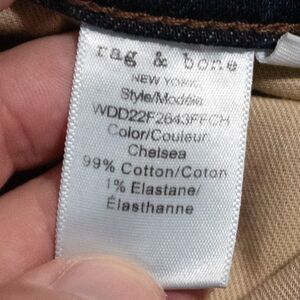 rag & bone
NEW YORK
Style/Modèle
WDD22F2643FFCH
Color/Couleur
Chelsea
99% Cotton/Coton
1% Elastane/
Élasthanne